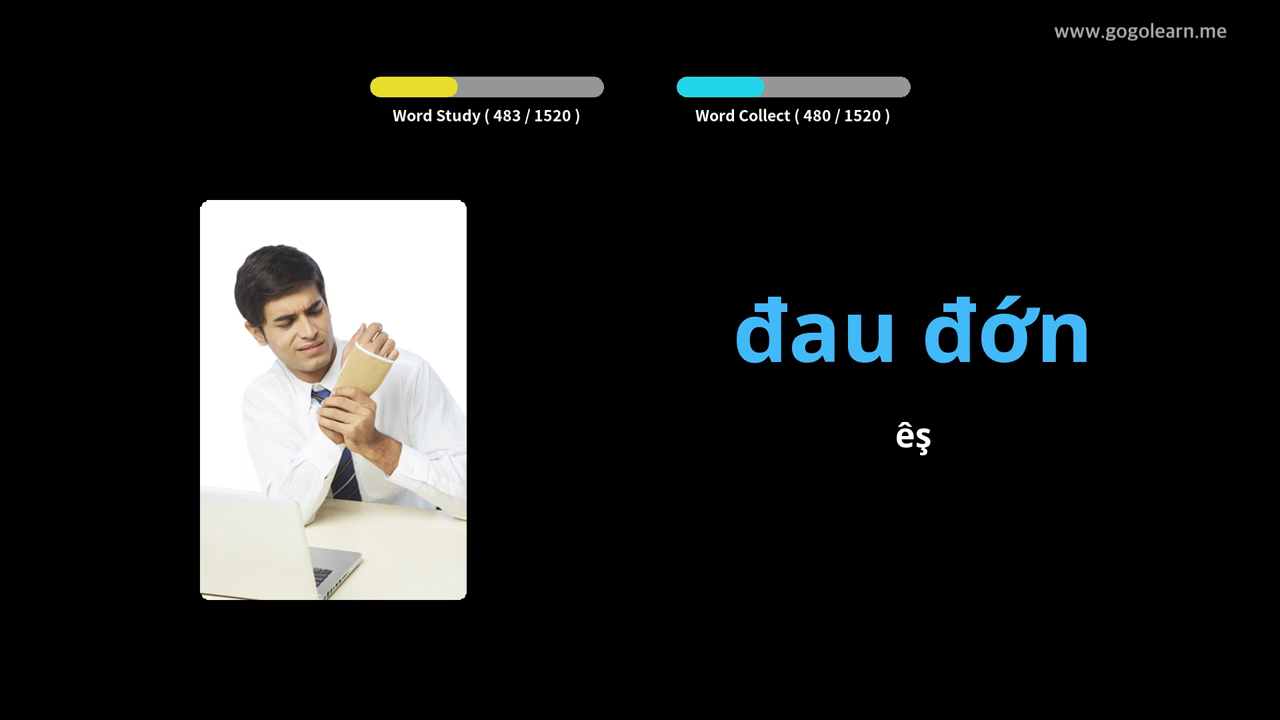 www.gogolearn.me
Word Study ( 483 / 1520 )
Word Collect ( 480 / 1520 )
đau đớn
êş